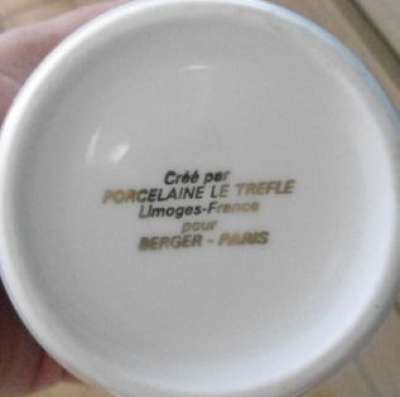 Créé par
PORCELAINE LE TREFLE
Limoges-France
pour
BERGER - PARIS